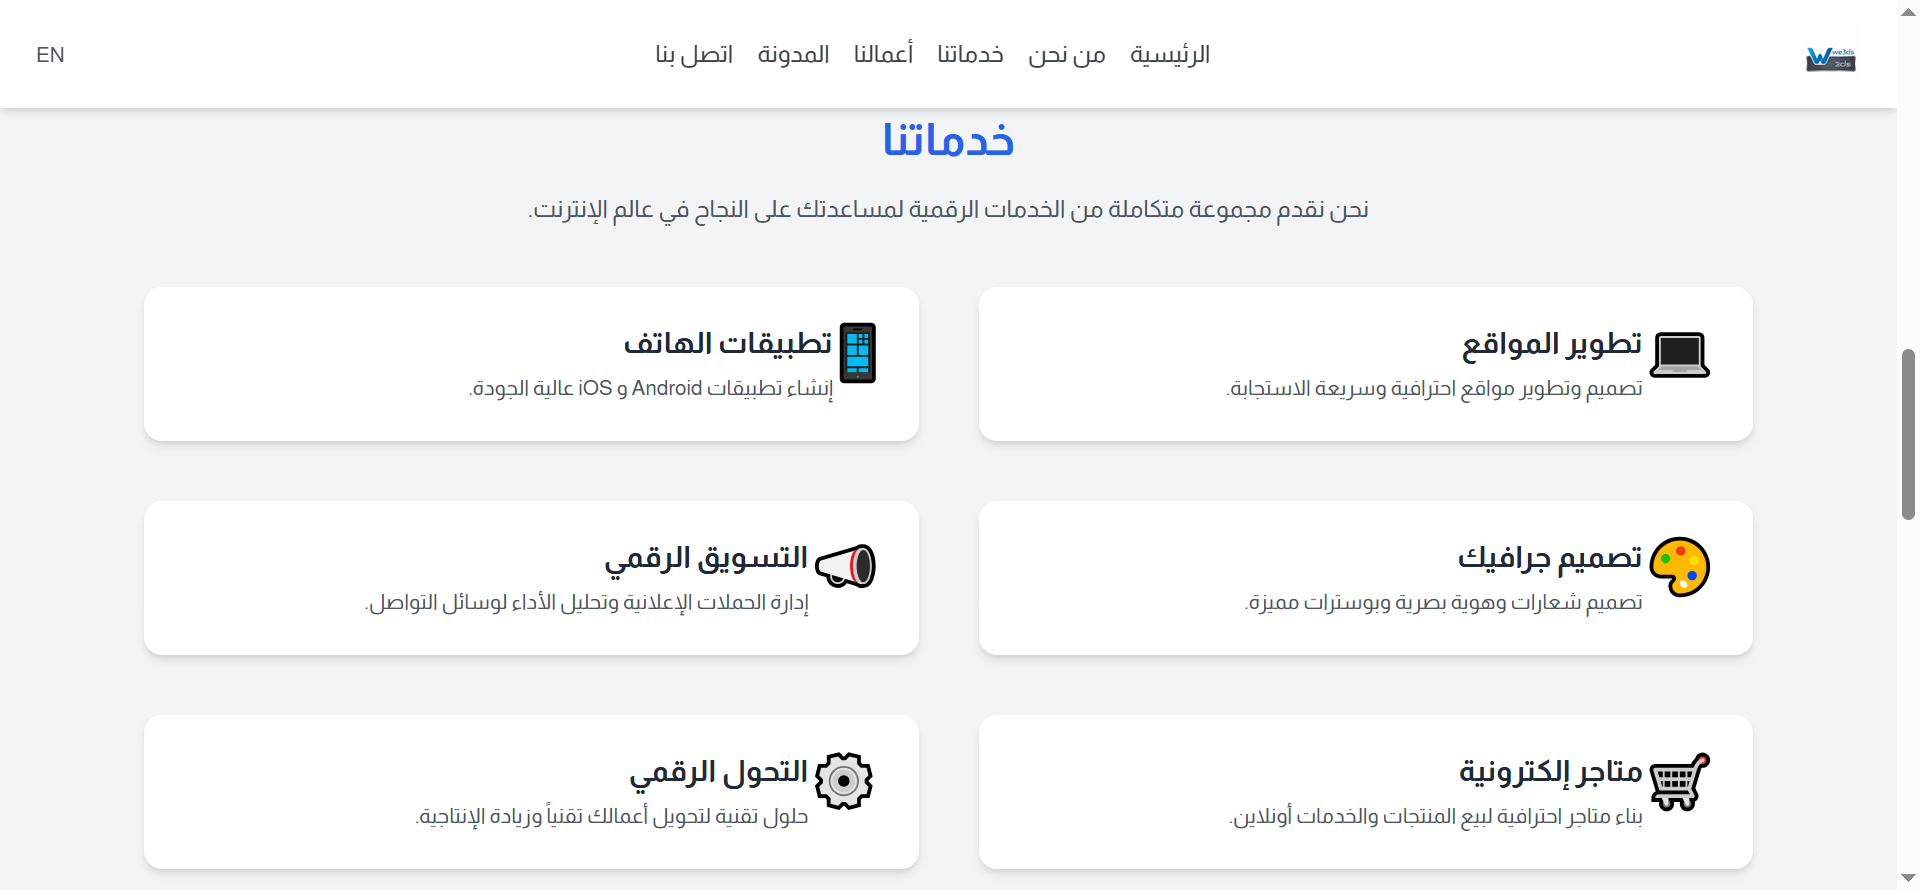 we3ds
3ds
الرئيسية من نحن خدماتنا أعمالنا المدونة اتصل بنا
EN
خدماتنا
نحن نقدم مجموعة متكاملة من الخدمات الرقمية لمساعدتك على النجاح في عالم الإنترنت.
تطوير المواقع
تصميم وتطوير مواقع احترافية وسريعة الاستجابة.
تطبيقات الهاتف
إنشاء تطبيقات Android و iOS عالية الجودة.
تصميم جرافيك
تصميم شعارات وهوية بصرية وبوسترات مميزة.
التسويق الرقمي
إدارة الحملات الإعلانية وتحليل الأداء لوسائل التواصل.
متاجر إلكترونية
بناء متاجر احترافية لبيع المنتجات والخدمات أونلاين.
التحول الرقمي
حلول تقنية لتحويل أعمالك تقنياً وزيادة الإنتاجية.